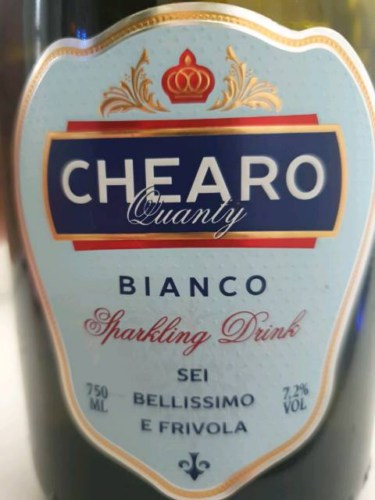 CHEARO
Quanty
BIANCO
Sparkling Drink
SEI
750 ML
BELLISSIMO
7,2% VOL
E FRIVOLA